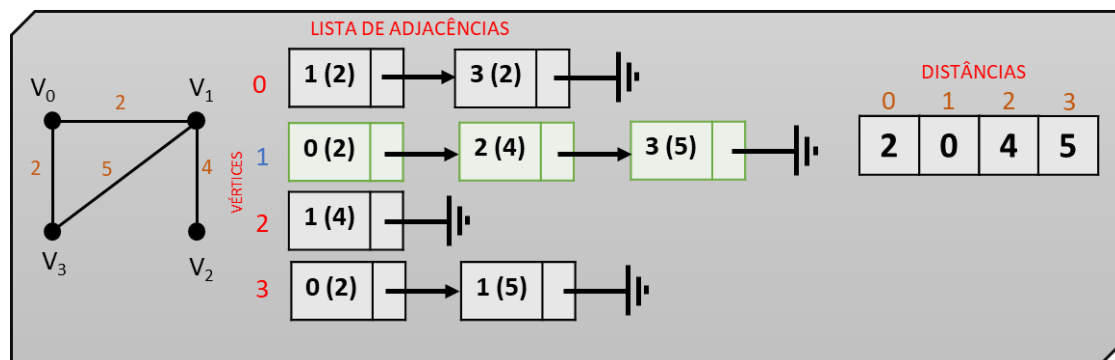 LISTA DE ADJACÊNCIAS
V0 2 V1
2 5 4
V3 V2
VÉRTICES
0 1 (2) 3 (2)
1 0 (2) 2 (4) 3 (5)
2 1 (4)
3 0 (2) 1 (5)
DISTÂNCIAS
0 1 2 3
2 0 4 5